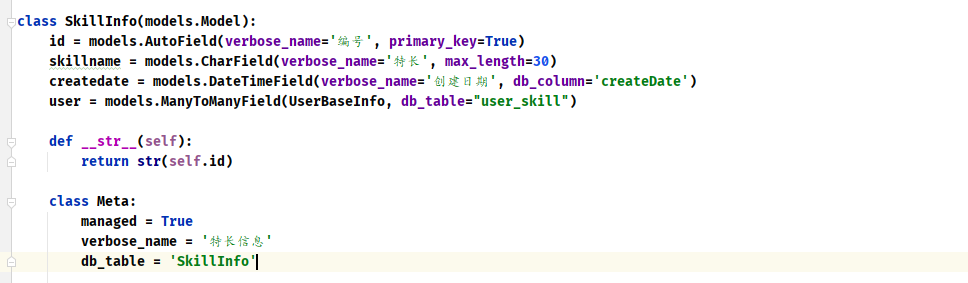 class SkillInfo(models.Model):
    id = models.AutoField(verbose_name='编号', primary_key=True)
    skillname = models.CharField(verbose_name='特长', max_length=30)
    createdate = models.DateTimeField(verbose_name='创建日期', db_column='createDate')
    user = models.ManyToManyField(UserBaseInfo, db_table="user_skill")
    def __str__(self):
        return str(self.id)
    class Meta:
        managed = True
        verbose_name = '特长信息'
        db_table = 'SkillInfo'